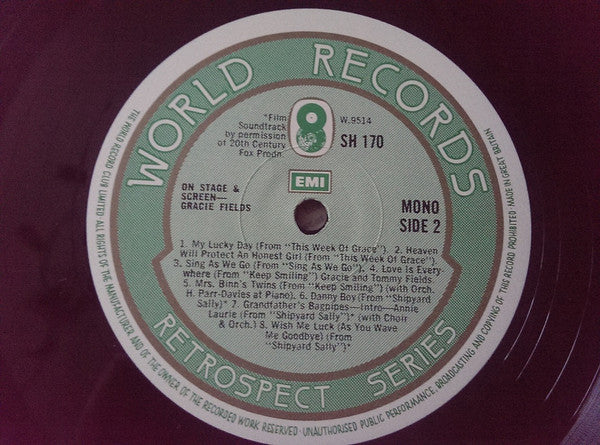 WORLD RECORDS
"Film
Soundtrack
by permission
of 20th Century
Fox Prodn.
W.9514
SH 170
EMI
ON STAGE &
SCREEN—
GRACIE FIELDS
MONO
SIDE 2
1. My Lucky Day (From "This Week Of Grace"). 2. Heaven
Will Protect An Honest Girl (From "This Week Of Grace")
3. Sing As We Go (From "Sing As We Go"). 4. Love Is Every-
where (From "Keep Smiling") Gracie and Tommy Fields.
5. Mrs. Binn's Twins (From "Keep Smiling") (with Orch.
H. Parr-Davies at Piano). 6. Danny Boy (From "Shipyard
Sally)* 7. Grandfather's Bagpipes—Intro—Annie
Laurie (From "Shipyard Sally")* (with Choir
& Orch.) 8. Wish Me Luck (As You Wave
Me Goodbye) (From
"Shipyard Sally")*
RETROSPECT SERIES
THE WORLD RECORD CLUB LIMITED · ALL RIGHTS OF THE MANUFACTURER AND OF THE OWNER OF THE RECORDED WORK RESERVED · UNAUTHORISED PUBLIC PERFORMANCE, BROADCASTING AND COPYING OF THIS RECORD PROHIBITED · MADE IN GREAT BRITAIN